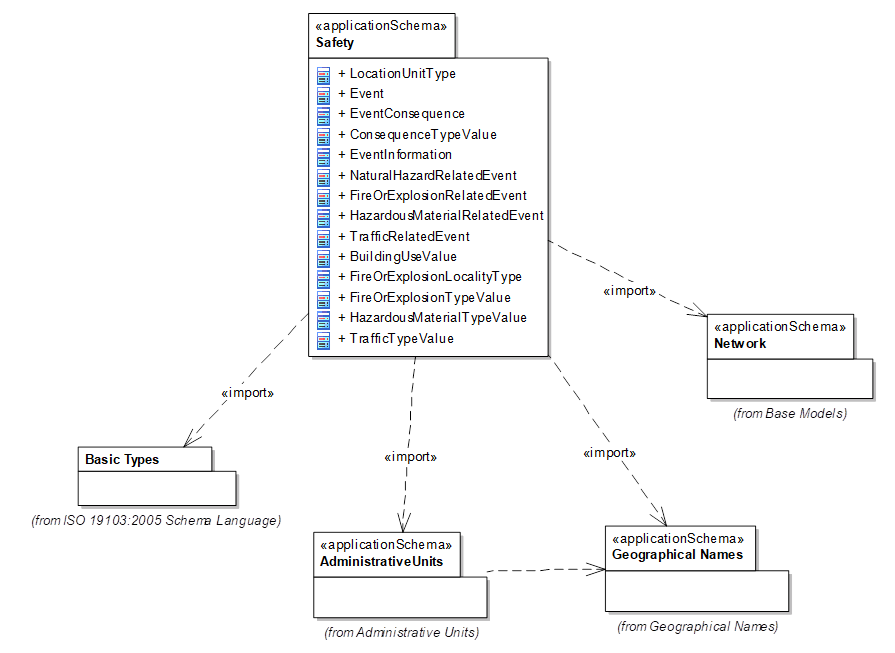 «applicationSchema»
Safety
+ LocationUnitType
+ Event
+ EventConsequence
+ ConsequenceTypeValue
+ EventInformation
+ NaturalHazardRelatedEvent
+ FireOrExplosionRelatedEvent
+ HazardousMaterialRelatedEvent
+ TrafficRelatedEvent
+ BuildingUseValue
+ FireOrExplosionLocalityType
+ FireOrExplosionTypeValue
+ HazardousMaterialTypeValue
+ TrafficTypeValue
«import»
«applicationSchema»
Network
(from Base Models)
«import»
Basic Types
(from ISO 19103:2005 Schema Language)
«import»
«import»
«applicationSchema»
AdministrativeUnits
(from Administrative Units)
«applicationSchema»
Geographical Names
(from Geographical Names)